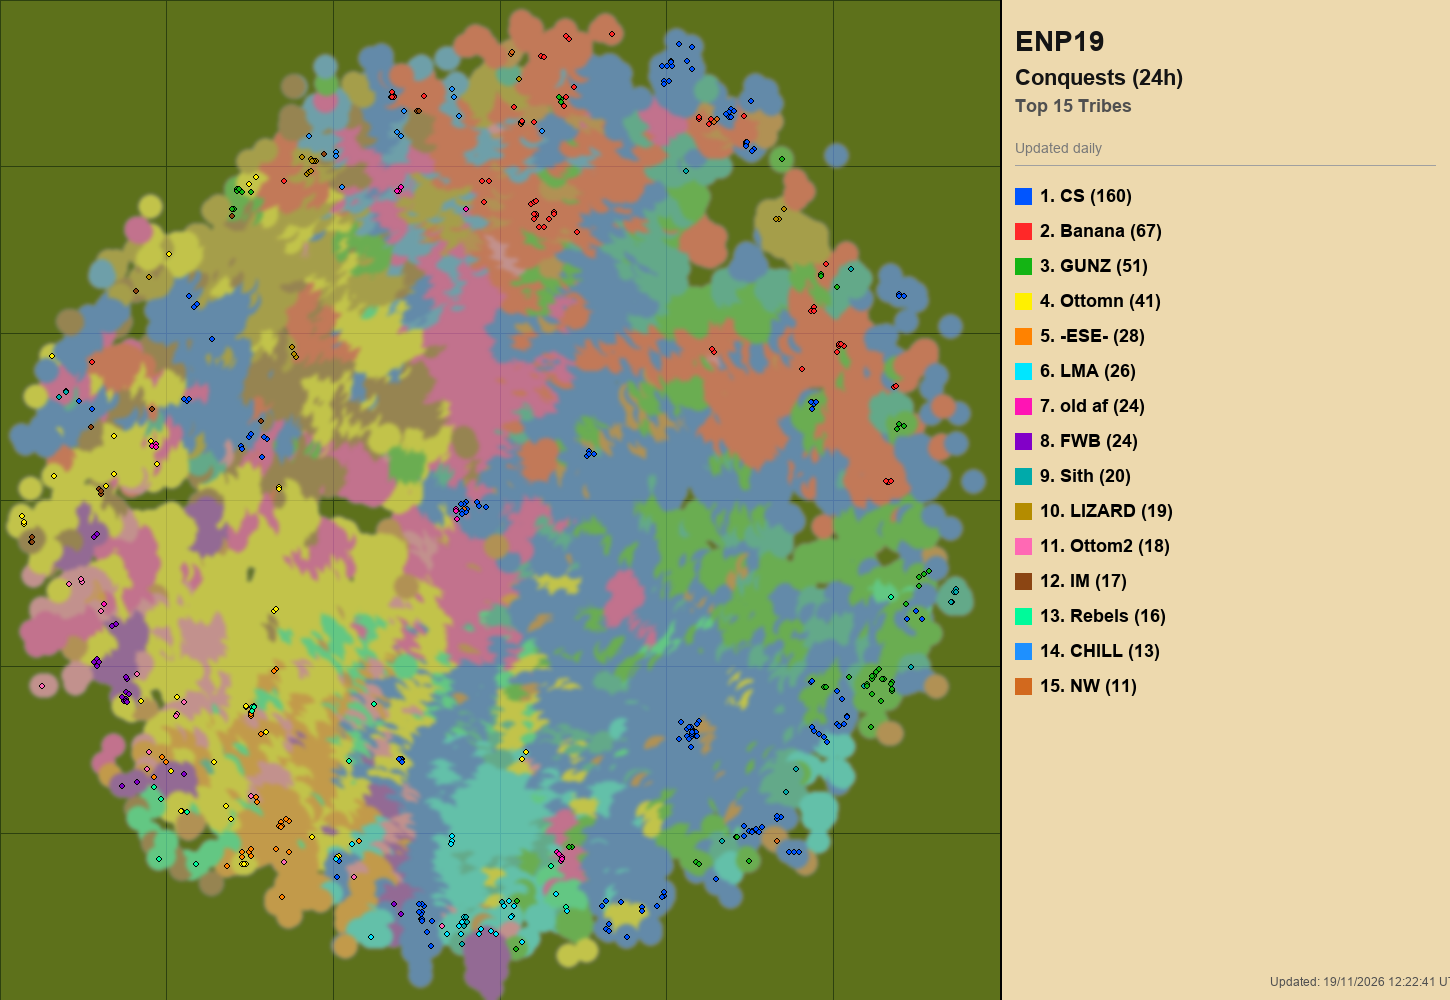 ENP19
Conquests (24h)
Top 15 Tribes
Updated daily
1. CS (160)
2. Banana (67)
3. GUNZ (51)
4. Ottomn (41)
5. -ESE- (28)
6. LMA (26)
7. old af (24)
8. FWB (24)
9. Sith (20)
10. LIZARD (19)
11. Ottom2 (18)
12. IM (17)
13. Rebels (16)
14. CHILL (13)
15. NW (11)
Updated: 19/11/2026 12:22:41